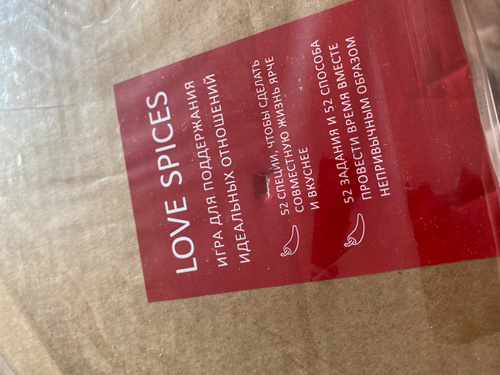 LOVE SPICES
ИГРА ДЛЯ ПОДДЕРЖАНИЯ
ИДЕАЛЬНЫХ ОТНОШЕНИЙ
52 СПЕЦИИ, ЧТОБЫ СДЕЛАТЬ
СОВМЕСТНУЮ ЖИЗНЬ ЯРЧЕ
И ВКУСНЕЕ
52 ЗАДАНИЯ И 52 СПОСОБА
ПРОВЕСТИ ВРЕМЯ ВМЕСТЕ
НЕПРИВЫЧНЫМ ОБРАЗОМ